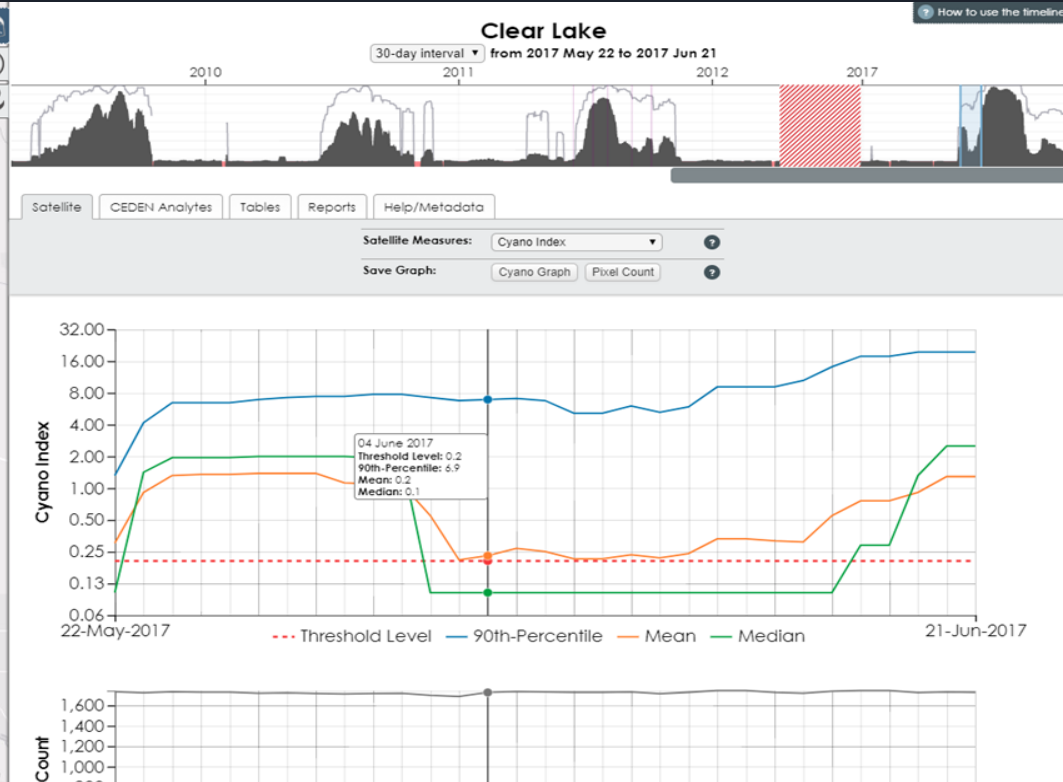 How to use the timeline
Clear Lake
30-day interval ▼ from 2017 May 22 to 2017 Jun 21
2010 2011 2012 2017
Satellite CEDEN Analytes Tables Reports Help/Metadata
Satellite Measures: Cyano Index ▼ ?
Save Graph: Cyano Graph Pixel Count ?
32.00
16.00
8.00
4.00
2.00
1.00
0.50
0.25
0.13
0.06
Cyano Index
04 June 2017
Threshold Level: 0.2
90th-Percentile: 6.9
Mean: 0.2
Median: 0.1
22-May-2017 21-Jun-2017
Threshold Level 90th-Percentile Mean Median
1,600
1,400
1,200
1,000
Count